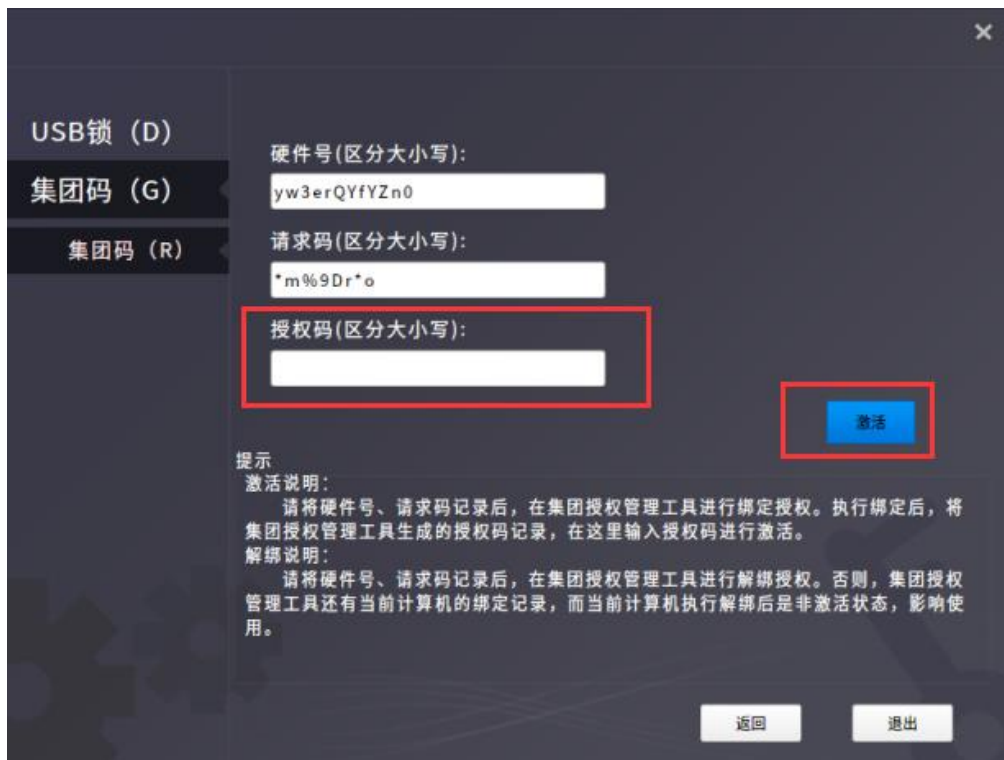 ×
USB锁（D）
集团码（G）
集团码（R）
硬件号(区分大小写):
yw3erQYfYZn0
请求码(区分大小写):
*m%9Dr*o
授权码(区分大小写):
激活
提示
激活说明:
请将硬件号、请求码记录后，在集团授权管理工具进行绑定授权。执行绑定后，将
集团授权管理工具生成的授权码记录，在这里输入授权码进行激活。
解绑说明:
请将硬件号、请求码记录后，在集团授权管理工具进行解绑授权。否则，集团授权
管理工具还有当前计算机的绑定记录，而当前计算机执行解绑后是非激活状态，影响使
用。
返回
退出